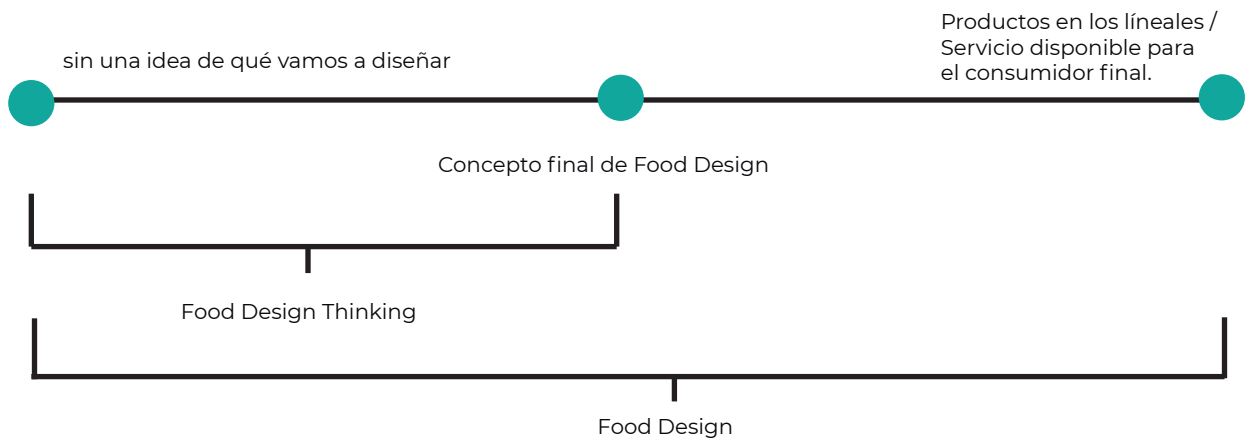 sin una idea de qué vamos a diseñar
Productos en los líneales /
Servicio disponible para
el consumidor final.
Concepto final de Food Design
Food Design Thinking
Food Design